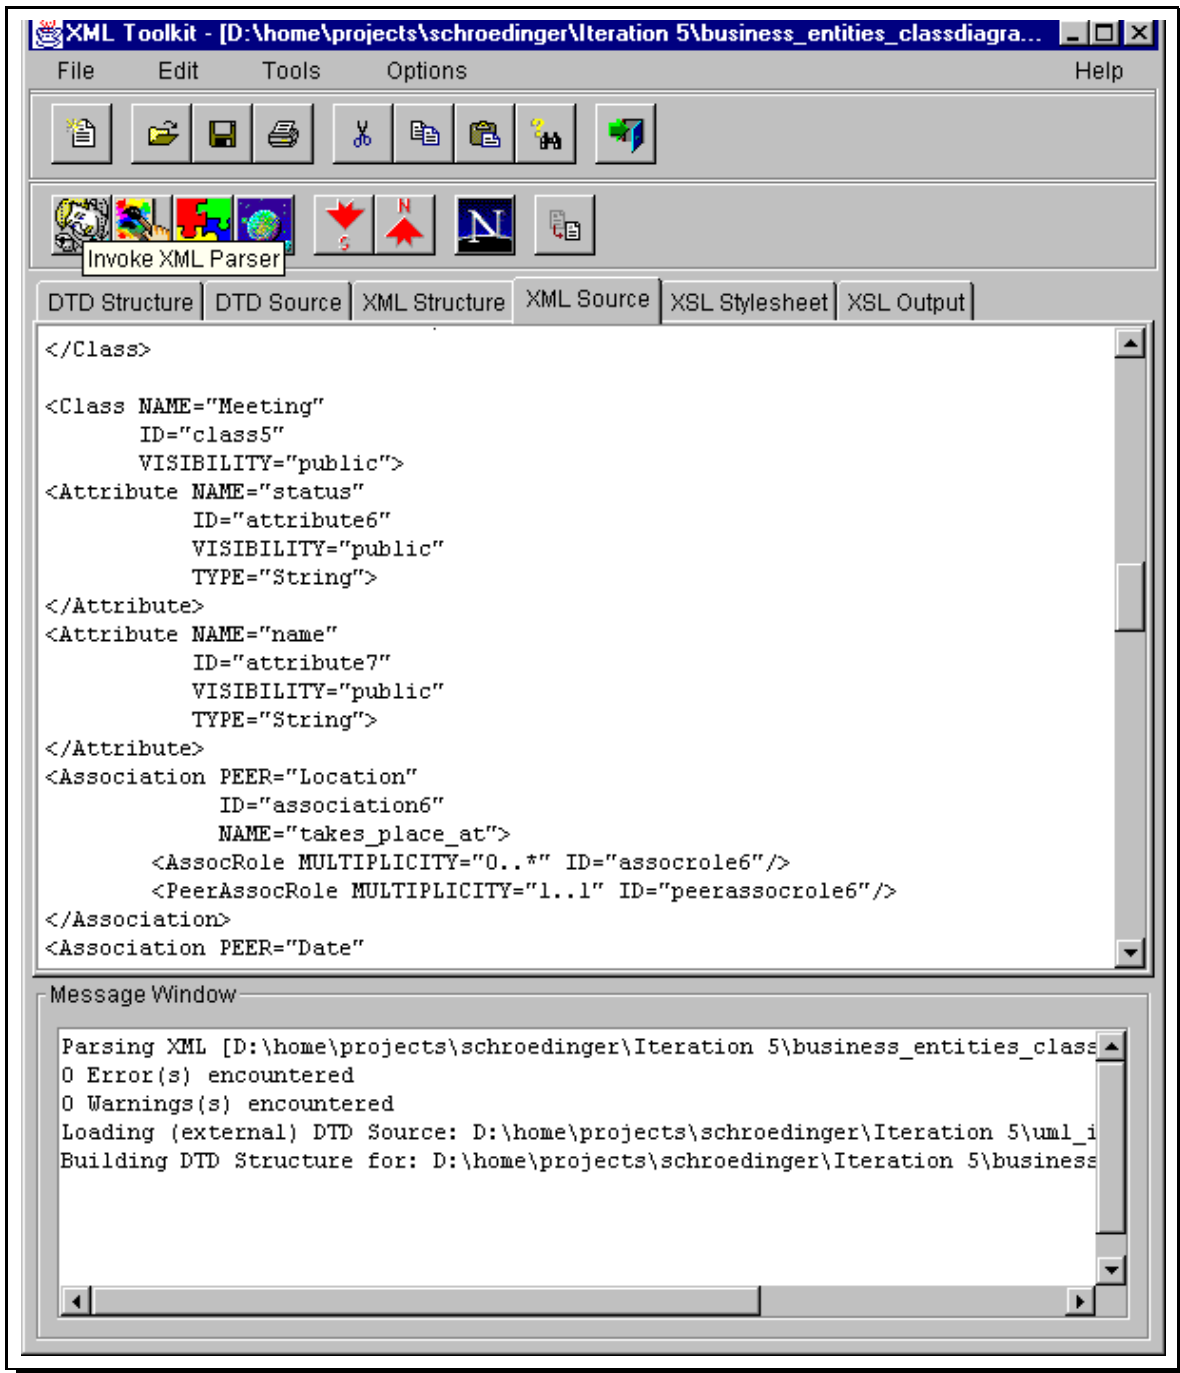 XML Toolkit - [D:\home\projects\schroedinger\Iteration 5\business_entities_classdiagra...
File Edit Tools Options Help
N
S N
Invoke XML Parser
DTD Structure DTD Source XML Structure XML Source XSL Stylesheet XSL Output
</Class>
<Class NAME="Meeting"
ID="class5"
VISIBILITY="public">
<Attribute NAME="status"
ID="attribute6"
VISIBILITY="public"
TYPE="String">
</Attribute>
<Attribute NAME="name"
ID="attribute7"
VISIBILITY="public"
TYPE="String">
</Attribute>
<Association PEER="Location"
ID="association6"
NAME="takes_place_at">
<AssocRole MULTIPLICITY="0..*" ID="assocrole6"/>
<PeerAssocRole MULTIPLICITY="1..1" ID="peerassocrole6"/>
</Association>
<Association PEER="Date"
Message Window
Parsing XML [D:\home\projects\schroedinger\Iteration 5\business_entities_class
0 Error(s) encountered
0 Warnings(s) encountered
Loading (external) DTD Source: D:\home\projects\schroedinger\Iteration 5\uml_i
Building DTD Structure for: D:\home\projects\schroedinger\Iteration 5\business